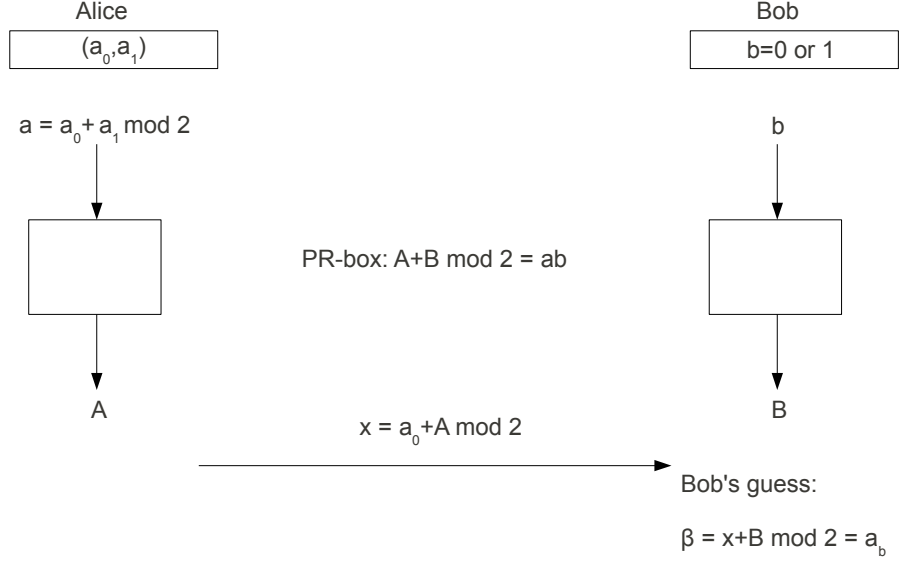 Alice
Bob
(a₀,a₁)
b=0 or 1
a = a₀+ a₁ mod 2
b
PR-box: A+B mod 2 = ab
A
B
x = a₀+A mod 2
Bob's guess:
β = x+B mod 2 = a_b